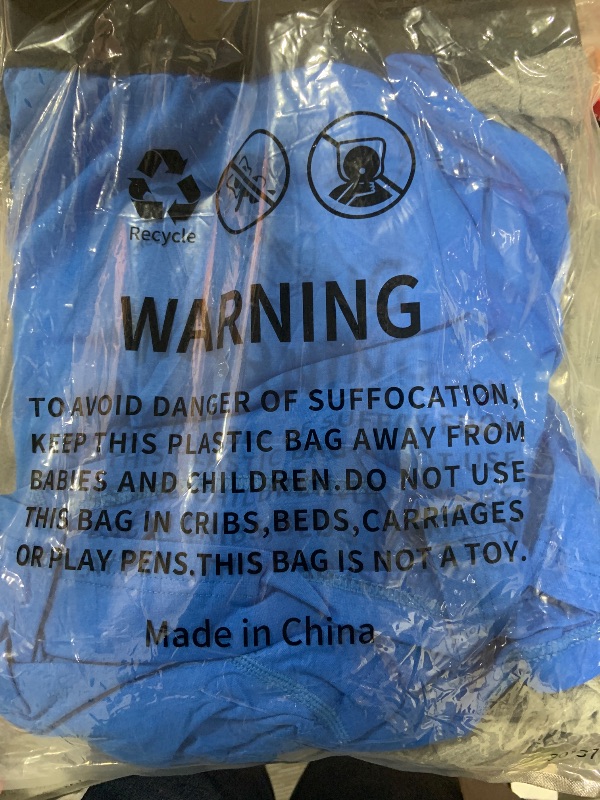 Recycle
WARNING
TO AVOID DANGER OF SUFFOCATION,
KEEP THIS PLASTIC BAG AWAY FROM
BABIES AND CHILDREN.DO NOT USE
THIS BAG IN CRIBS,BEDS,CARRIAGES
OR PLAY PENS.THIS BAG IS NOT A TOY.
Made in China